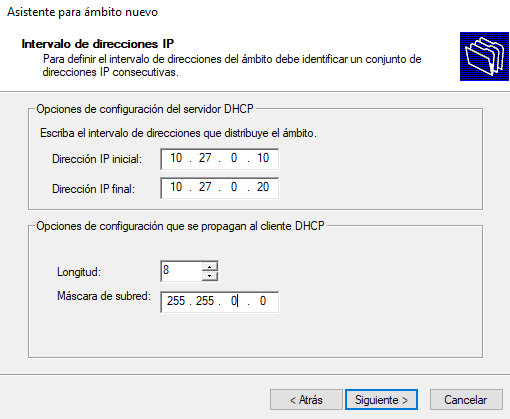 Asistente para ámbito nuevo
Intervalo de direcciones IP
Para definir el intervalo de direcciones del ámbito debe identificar un conjunto de
direcciones IP consecutivas.
Opciones de configuración del servidor DHCP
Escriba el intervalo de direcciones que distribuye el ámbito.
Dirección IP inicial: 10 . 27 . 0 . 10
Dirección IP final: 10 . 27 . 0 . 20
Opciones de configuración que se propagan al cliente DHCP
Longitud: 8
Máscara de subred: 255 . 255 . 0 . 0
< Atrás Siguiente > Cancelar